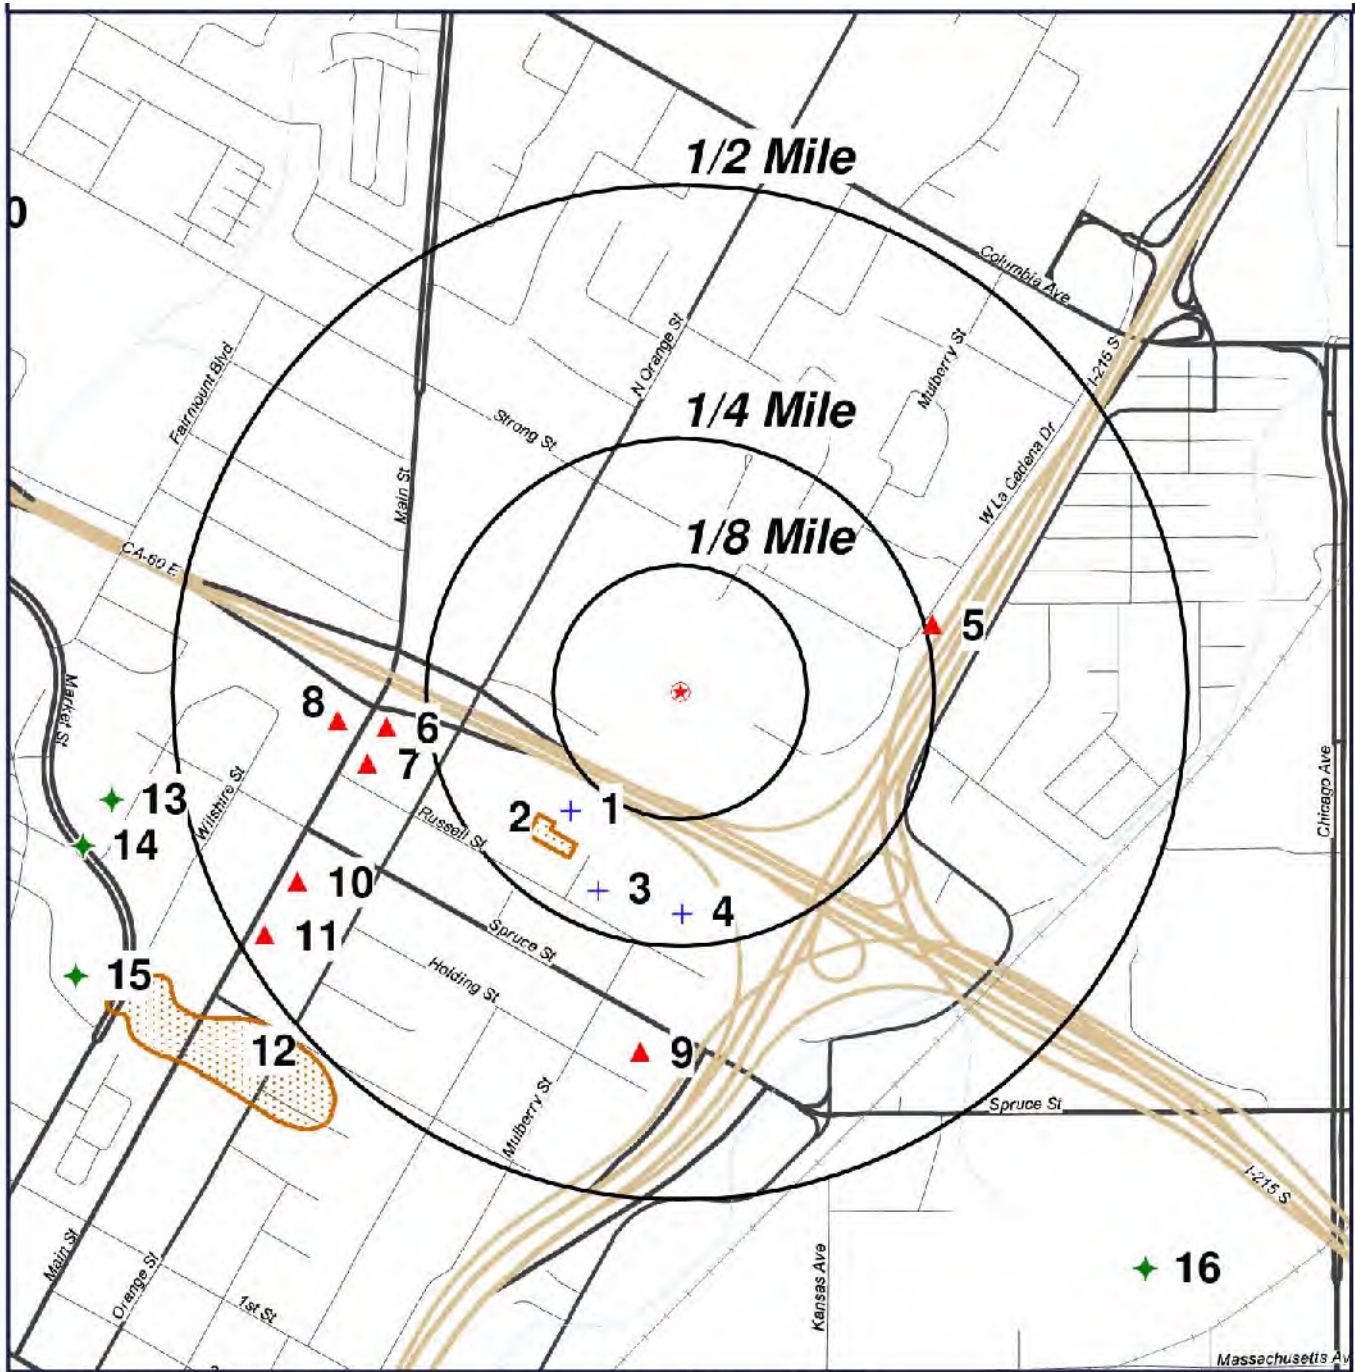 1/2 Mile
0
Columbia Ave
N Orange St
Mulberry St
I-215 S
Fairmount Blvd
1/4 Mile
Strong St
W La Cadena Dr
Main St
1/8 Mile
CA-60 E
5
8
6
7
Market St
13
Wilshire St
2
1
Russell St
Chicago Ave
14
10
3
4
11
Spruce St
15
Holding St
12
9
Mulberry St
Spruce St
I-215 S
Main St
Orange St
1st St
Kansas Ave
16
Massachusetts Av